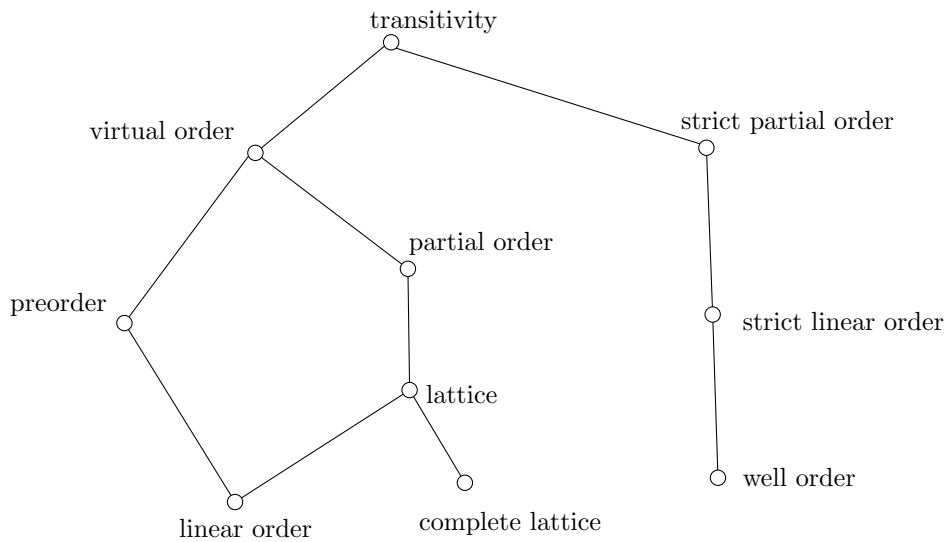 transitivity
strict partial order
virtual order
partial order
preorder
strict linear order
lattice
well order
complete lattice
linear order